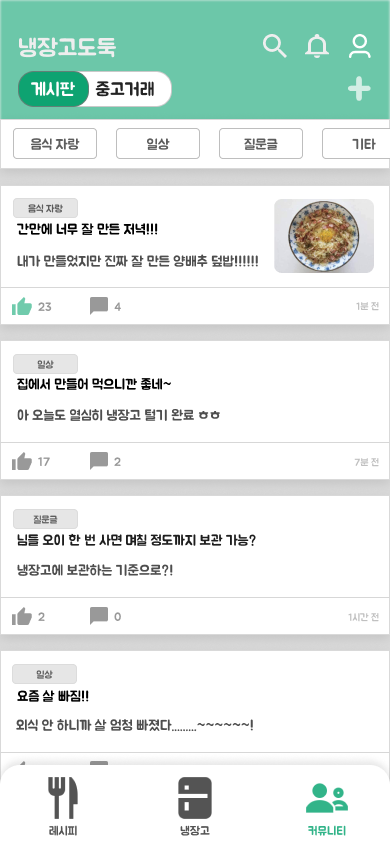 냉장고도둑
게시판 중고거래
음식 자랑 일상 질문글 기타
음식 자랑
간만에 너무 잘 만든 저녁!!!
내가 만들었지만 진짜 잘 만든 양배추 덮밥!!!!!!
23 4 1분 전
일상
집에서 만들어 먹으니깐 좋네~
아 오늘도 열심히 냉장고 털기 완료 ㅎㅎ
17 2 7분 전
질문글
님들 오이 한 번 사면 며칠 정도까지 보관 가능?
냉장고에 보관하는 기준으로?!
2 0 1시간 전
일상
요즘 살 빠짐!!
외식 안 하니까 살 엄청 빠졌다.........~~~~~~!
레시피 냉장고 커뮤니티